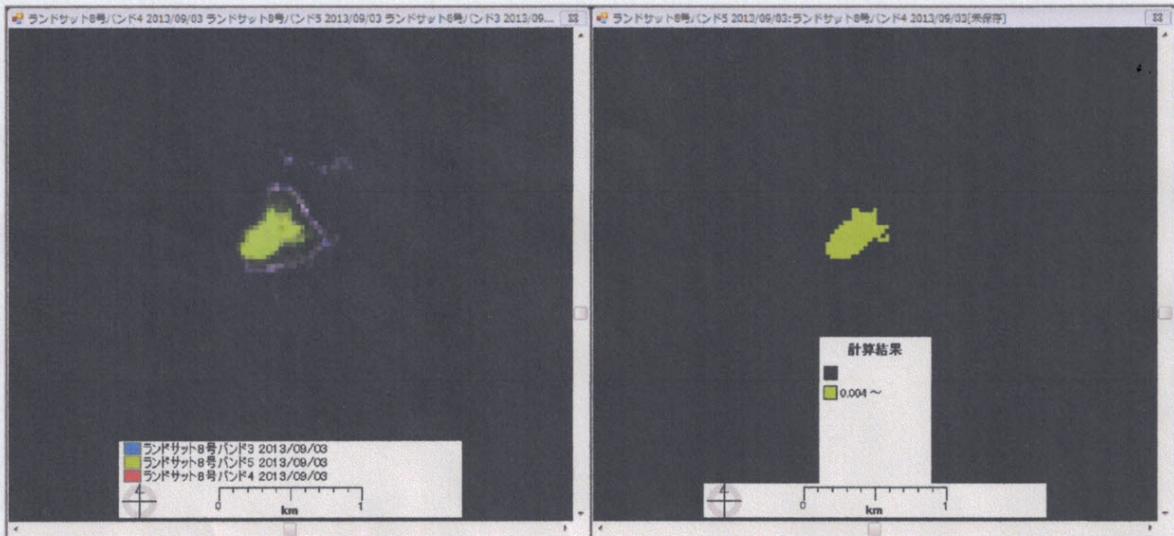 ランドサット8号バンド4 2013/09/03 ランドサット8号バンド5 2013/09/03 ランドサット8号バンド3 2013/09...
ランドサット8号バンド5 2013/09/03:ランドサット8号バンド4 2013/09/03[未保存]
ランドサット8号バンド3 2013/09/03
ランドサット8号バンド5 2013/09/03
ランドサット8号バンド4 2013/09/03
0 1
km
計算結果
0.004 ～
0 1
km